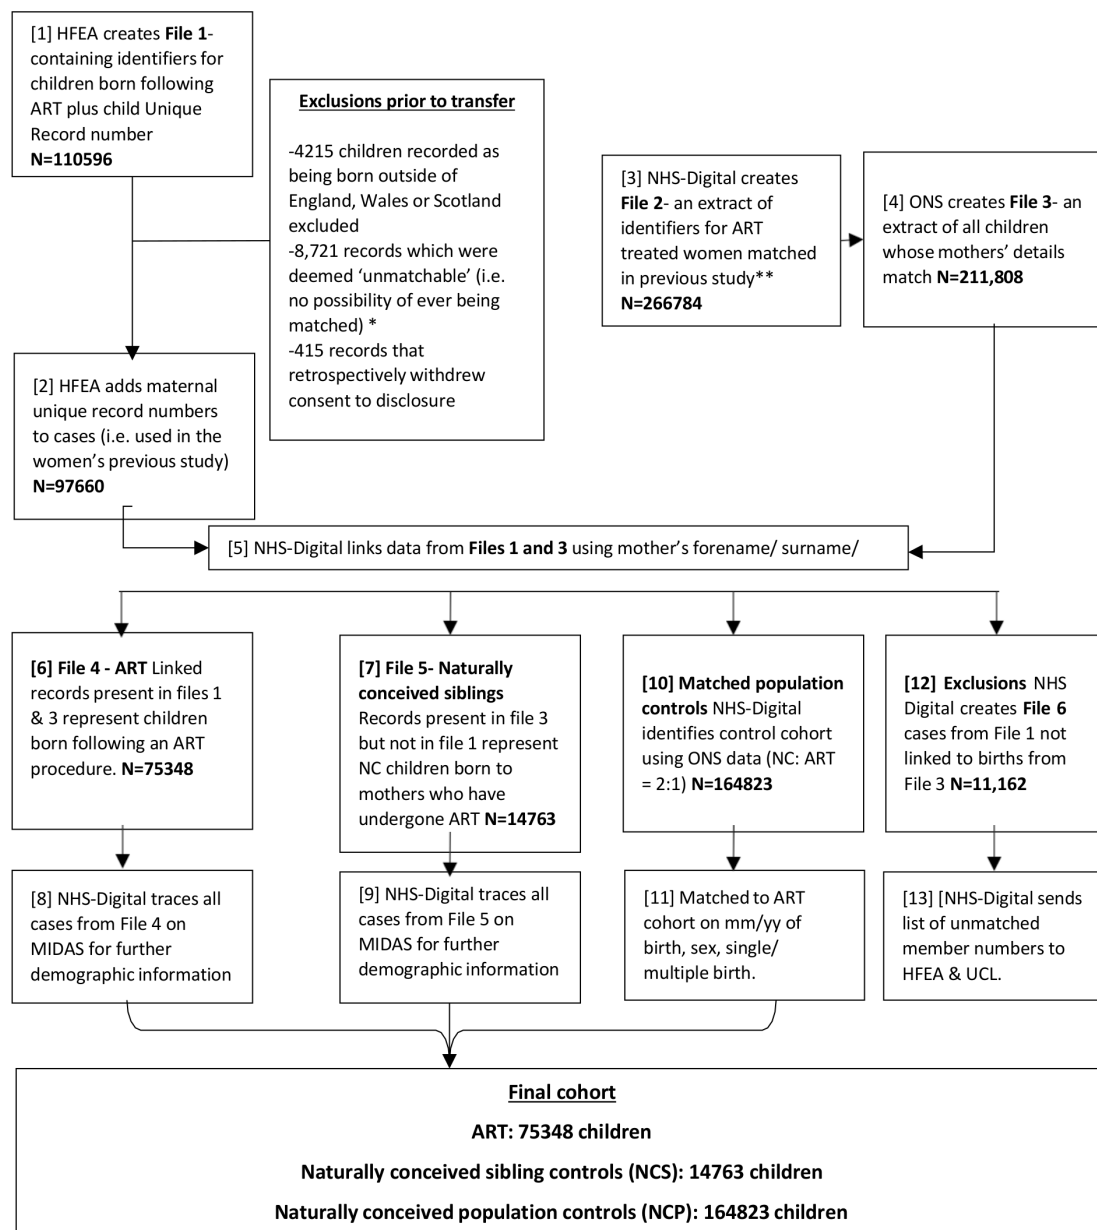 [1] HFEA creates File 1-
containing identifiers for
children born following
ART plus child Unique
Record number
N=110596
Exclusions prior to transfer
-4215 children recorded as
being born outside of
England, Wales or Scotland
excluded
-8,721 records which were
deemed ‘unmatchable’ (i.e.
no possibility of ever being
matched) *
-415 records that
retrospectively withdrew
consent to disclosure
[3] NHS-Digital creates
File 2- an extract of
identifiers for ART
treated women matched
in previous study**
N=266784
[4] ONS creates File 3- an
extract of all children
whose mothers’ details
match N=211,808
[2] HFEA adds maternal
unique record numbers
to cases (i.e. used in the
women’s previous study)
N=97660
[5] NHS-Digital links data from Files 1 and 3 using mother’s forename/ surname/
[6] File 4 - ART Linked
records present in files 1
& 3 represent children
born following an ART
procedure. N=75348
[7] File 5- Naturally
conceived siblings
Records present in file 3
but not in file 1 represent
NC children born to
mothers who have
undergone ART N=14763
[10] Matched population
controls NHS-Digital
identifies control cohort
using ONS data (NC: ART
= 2:1) N=164823
[12] Exclusions NHS
Digital creates File 6
cases from File 1 not
linked to births from
File 3 N=11,162
[8] NHS-Digital traces all
cases from File 4 on
MIDAS for further
demographic information
[9] NHS-Digital traces all
cases from File 5 on
MIDAS for further
demographic information
[11] Matched to ART
cohort on mm/yy of
birth, sex, single/
multiple birth.
[13] [NHS-Digital sends
list of unmatched
member numbers to
HFEA & UCL.
Final cohort
ART: 75348 children
Naturally conceived sibling controls (NCS): 14763 children
Naturally conceived population controls (NCP): 164823 children